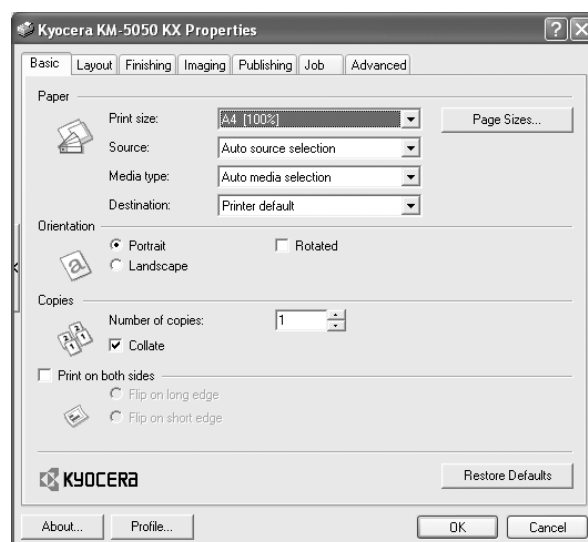 Kyocera KM-5050 KX Properties
Basic Layout Finishing Imaging Publishing Job Advanced
Paper
Print size: A4 [100%] Page Sizes...
Source: Auto source selection
Media type: Auto media selection
Destination: Printer default
Orientation
Portrait Rotated
Landscape
Copies
Number of copies: 1
Collate
Print on both sides
Flip on long edge
Flip on short edge
KYOCERA Restore Defaults
About... Profile... OK Cancel